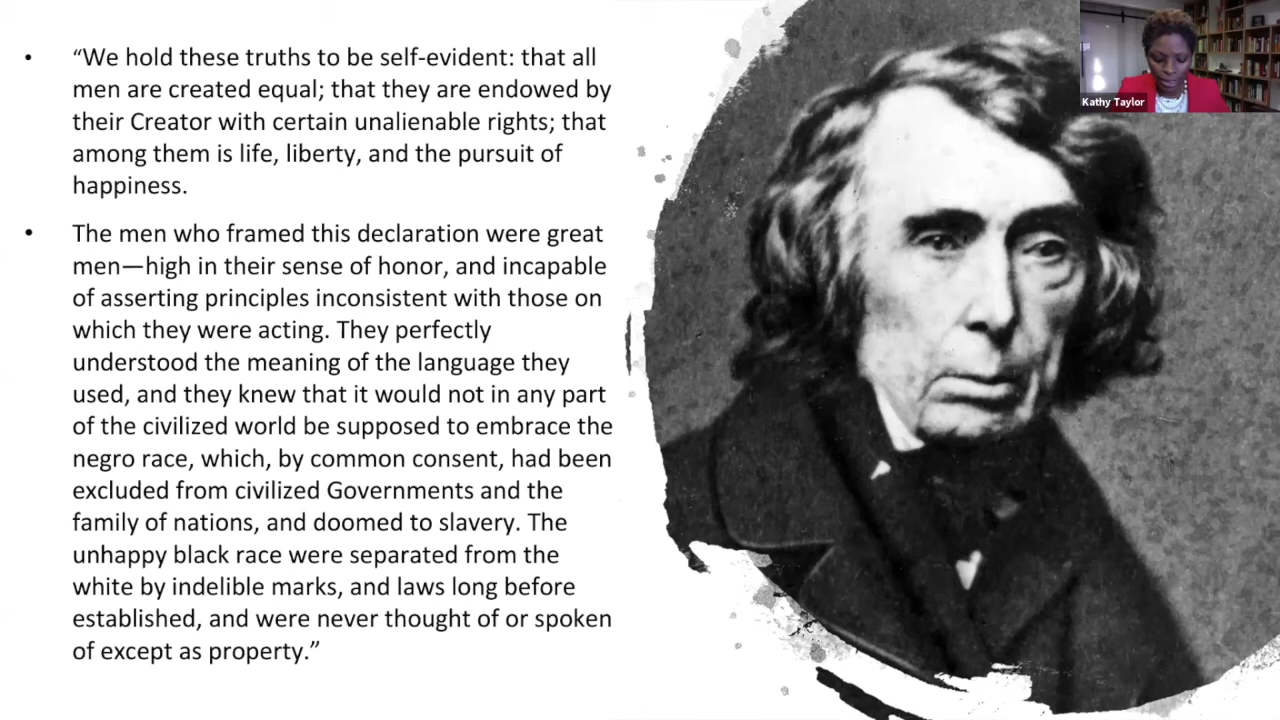 • “We hold these truths to be self-evident: that all
men are created equal; that they are endowed by
their Creator with certain unalienable rights; that
among them is life, liberty, and the pursuit of
happiness.
• The men who framed this declaration were great
men—high in their sense of honor, and incapable
of asserting principles inconsistent with those on
which they were acting. They perfectly
understood the meaning of the language they
used, and they knew that it would not in any part
of the civilized world be supposed to embrace the
negro race, which, by common consent, had been
excluded from civilized Governments and the
family of nations, and doomed to slavery. The
unhappy black race were separated from the
white by indelible marks, and laws long before
established, and were never thought of or spoken
of except as property.”
Kathy Taylor